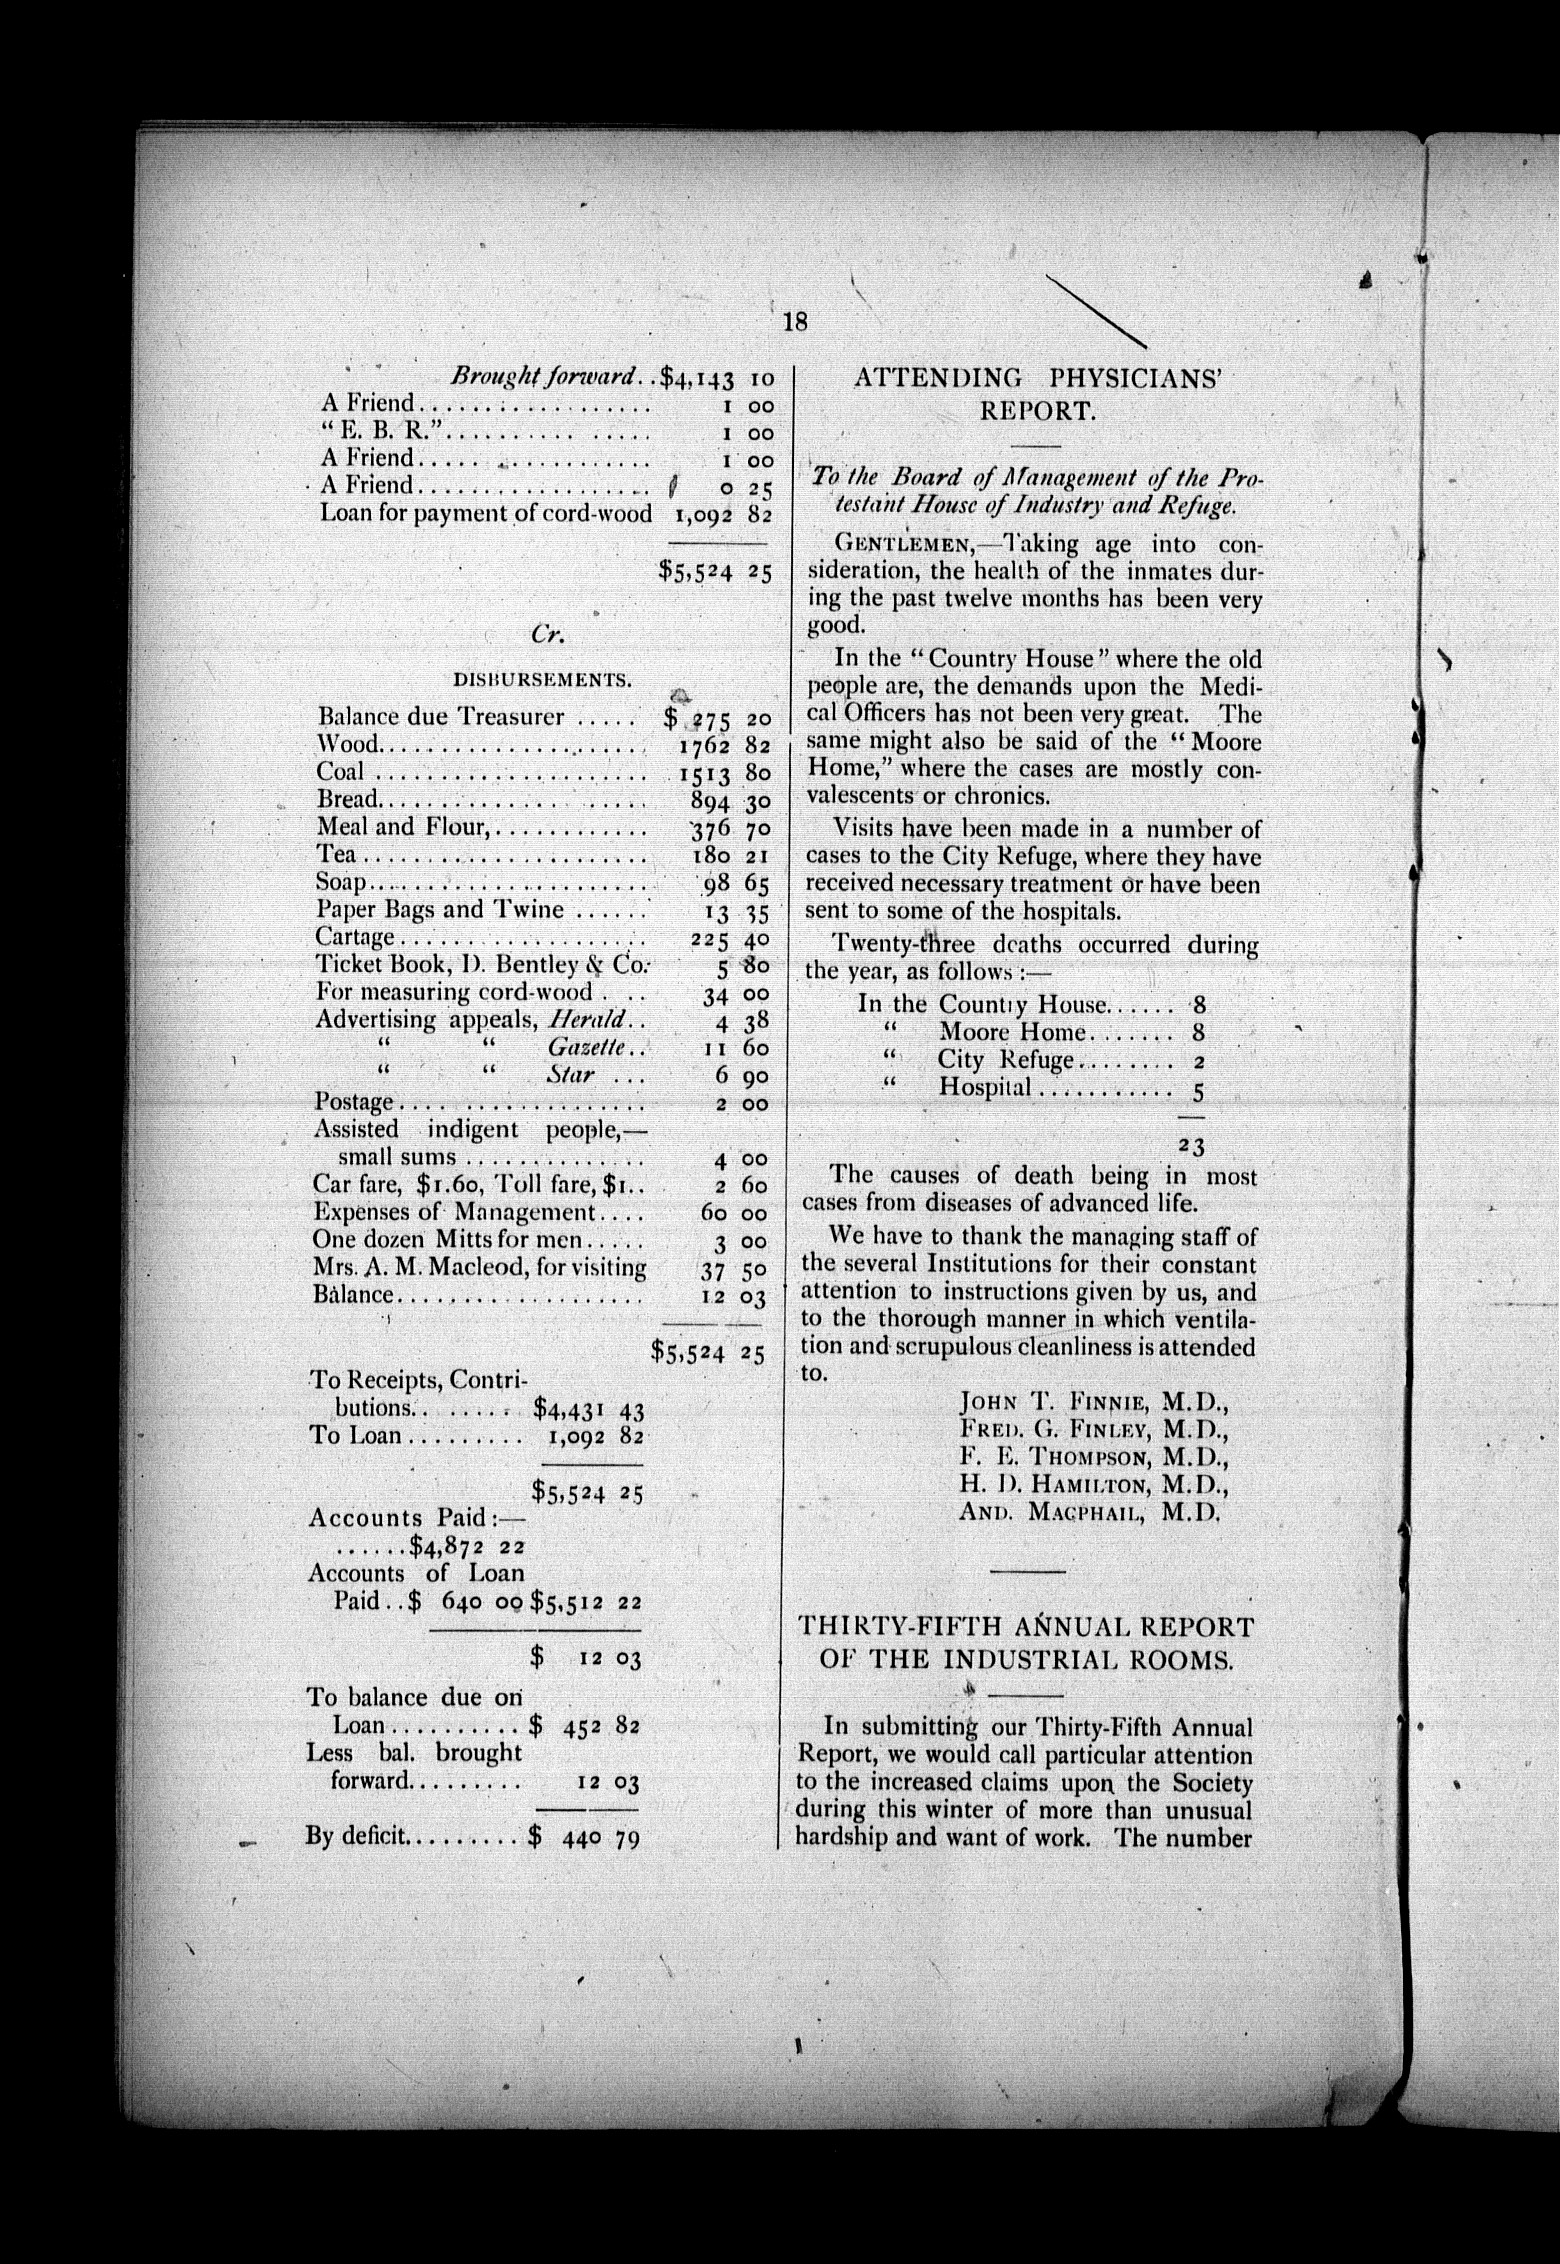 18
Brought forward..$4,143 10
A Friend.................. 1 00
"E. B. R."............... 1 00
A Friend.................. 1 00
A Friend.................. 0 25
Loan for payment of cord-wood 1,092 82
$5,524 25
Cr.
DISBURSEMENTS.
Balance due Treasurer ..... $ 275 20
Wood..................... 1762 82
Coal ..................... 1513 80
Bread..................... 894 30
Meal and Flour,............ 376 70
Tea...................... 180 21
Soap...................... 98 65
Paper Bags and Twine ...... 13 35
Cartage................... 225 40
Ticket Book, D. Bentley & Co. 5 80
For measuring cord-wood . .. 34 00
Advertising appeals, Herald.. 4 38
" " Gazette.. 11 60
" " Star ... 6 90
Postage................... 2 00
Assisted indigent people,—
small sums .............. 4 00
Car fare, $1.60, Toll fare, $1.. 2 60
Expenses of Management.... 60 00
One dozen Mitts for men..... 3 00
Mrs. A. M. Macleod, for visiting 37 50
Balance................... 12 03
$5,524 25
To Receipts, Contri-
butions........ $4,431 43
To Loan......... 1,092 82
$5,524 25
Accounts Paid:—
......$4,872 22
Accounts of Loan
Paid..$ 640 00 $5,512 22
$ 12 03
To balance due on
Loan.......... $ 452 82
Less bal. brought
forward......... 12 03
By deficit......... $ 440 79
ATTENDING PHYSICIANS'
REPORT.
To the Board of Management of the Pro-
testant House of Industry and Refuge.
GENTLEMEN,—Taking age into con-
sideration, the health of the inmates dur-
ing the past twelve months has been very
good.
In the "Country House" where the old
people are, the demands upon the Medi-
cal Officers has not been very great. The
same might also be said of the "Moore
Home," where the cases are mostly con-
valescents or chronics.
Visits have been made in a number of
cases to the City Refuge, where they have
received necessary treatment or have been
sent to some of the hospitals.
Twenty-three deaths occurred during
the year, as follows:—
In the Country House...... 8
" Moore Home....... 8
" City Refuge........ 2
" Hospital........... 5
23
The causes of death being in most
cases from diseases of advanced life.
We have to thank the managing staff of
the several Institutions for their constant
attention to instructions given by us, and
to the thorough manner in which ventila-
tion and scrupulous cleanliness is attended
to.
JOHN T. FINNIE, M.D.,
FRED. G. FINLEY, M.D.,
F. E. THOMPSON, M.D.,
H. D. HAMILTON, M.D.,
AND. MACPHAIL, M.D.
THIRTY-FIFTH ANNUAL REPORT
OF THE INDUSTRIAL ROOMS.
In submitting our Thirty-Fifth Annual
Report, we would call particular attention
to the increased claims upon the Society
during this winter of more than unusual
hardship and want of work. The number